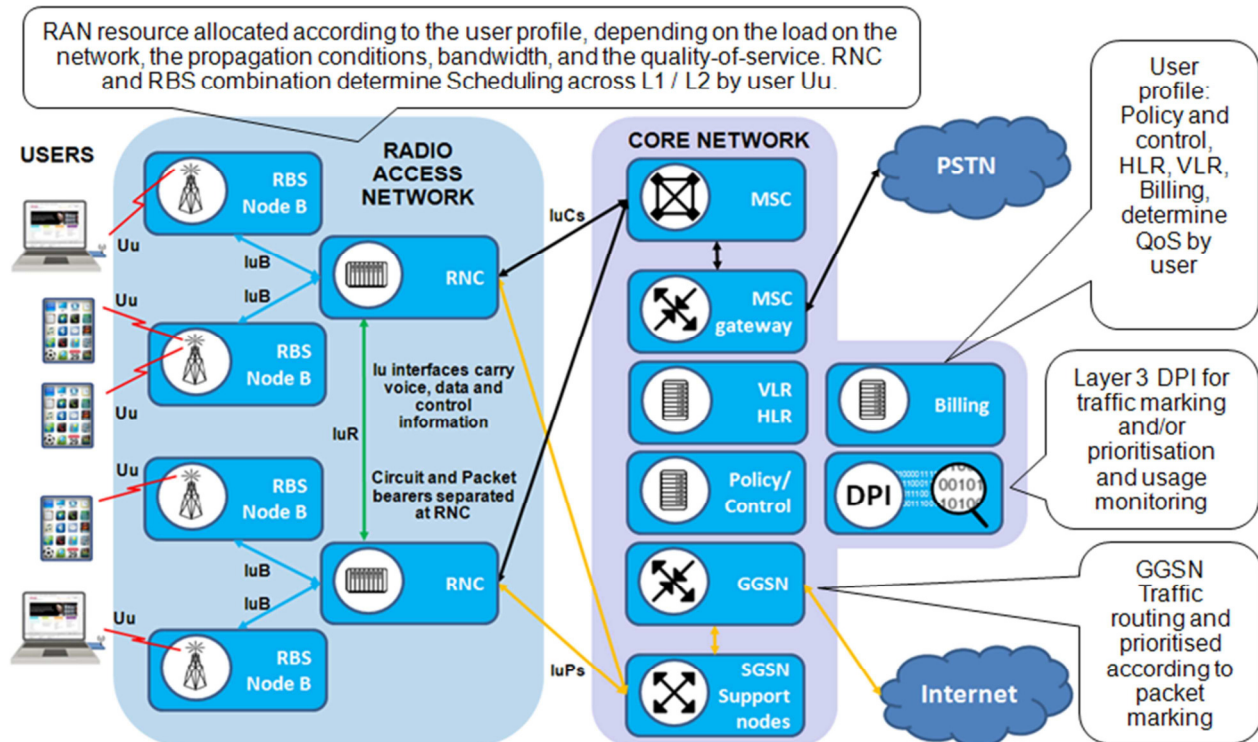 RAN resource allocated according to the user profile, depending on the load on the
network, the propagation conditions, bandwidth, and the quality-of-service. RNC
and RBS combination determine Scheduling across L1 / L2 by user Uu.
User
profile:
Policy and
control,
HLR, VLR,
Billing,
determine
QoS by
user
USERS
RADIO
ACCESS
NETWORK
CORE NETWORK
RBS
Node B
Uu
IuB
IuB
RNC
Uu
RBS
Node B
Uu
Iu interfaces carry
voice, data and
control
information
IuR
Circuit and Packet
bearers separated
at RNC
Uu
RBS
Node B
IuB
IuB
RNC
Uu
RBS
Node B
IuCs
IuPs
MSC
MSC
gateway
VLR
HLR
Policy/
Control
GGSN
SGSN
Support
nodes
Billing
DPI
00101
PSTN
Internet
Layer 3 DPI for
traffic marking
and/or
prioritisation
and usage
monitoring
GGSN
Traffic
routing and
prioritised
according to
packet
marking